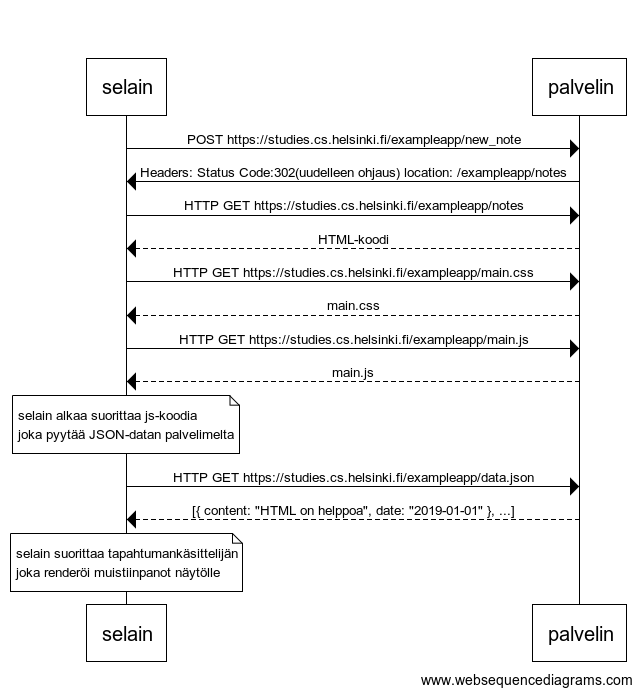 selain palvelin
POST https://studies.cs.helsinki.fi/exampleapp/new_note
Headers: Status Code:302(uudelleen ohjaus) location: /exampleapp/notes
HTTP GET https://studies.cs.helsinki.fi/exampleapp/notes
HTML-koodi
HTTP GET https://studies.cs.helsinki.fi/exampleapp/main.css
main.css
HTTP GET https://studies.cs.helsinki.fi/exampleapp/main.js
main.js
selain alkaa suorittaa js-koodia
joka pyytää JSON-datan palvelimelta
HTTP GET https://studies.cs.helsinki.fi/exampleapp/data.json
[{ content: "HTML on helppoa", date: "2019-01-01" }, ...]
selain suorittaa tapahtumankäsittelijän
joka renderöi muistiinpanot näytölle
selain palvelin
www.websequencediagrams.com